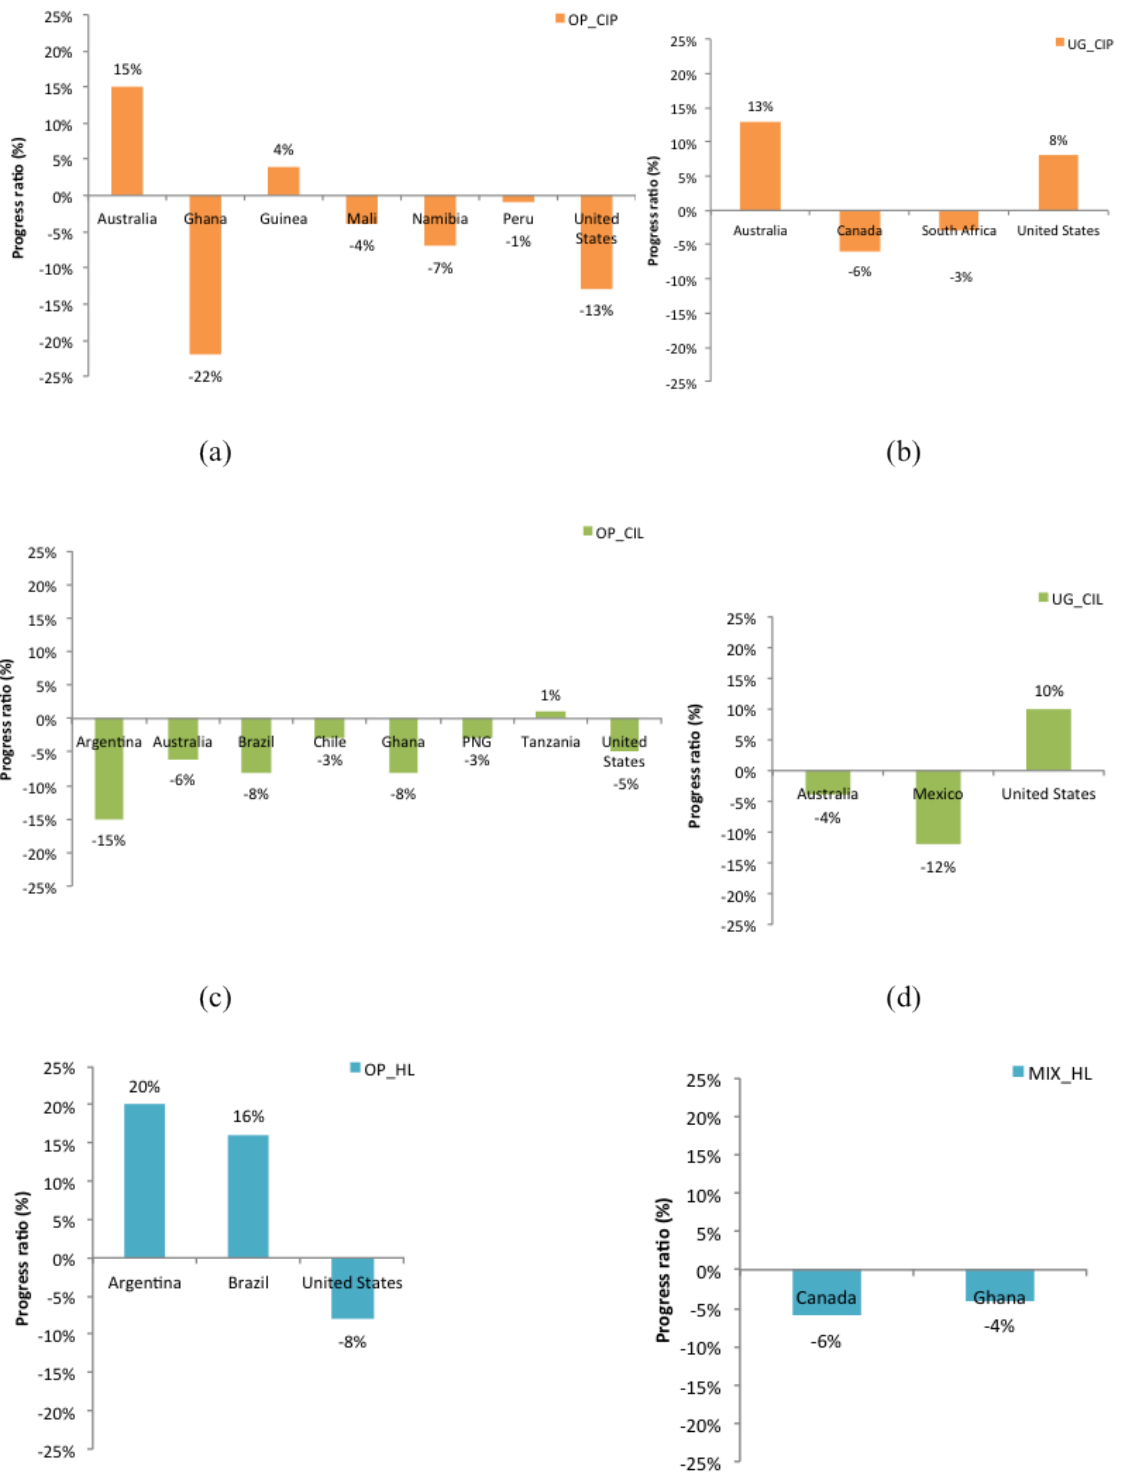 OP_CIP
25%
20%
15%
10%
5%
0%
-5%
-10%
-15%
-20%
-25%
Progress ratio (%)
15%
-22%
4%
-4%
-7%
-1%
-13%
Australia
Ghana
Guinea
Mali
Namibia
Peru
United
States
UG_CIP
25%
20%
15%
10%
5%
0%
-5%
-10%
-15%
-20%
-25%
Progress ratio (%)
13%
-6%
-3%
8%
Australia
Canada
South Africa
United States
(a)
(b)
OP_CIL
25%
20%
15%
10%
5%
0%
-5%
-10%
-15%
-20%
-25%
Progress ratio (%)
Argentina
Australia
Brazil
Chile
Ghana
PNG
Tanzania
United
States
-15%
-6%
-8%
-3%
-8%
-3%
1%
-5%
UG_CIL
25%
20%
15%
10%
5%
0%
-5%
-10%
-15%
-20%
-25%
Progress ratio (%)
Australia
Mexico
United States
-4%
-12%
10%
(c)
(d)
OP_HL
25%
20%
15%
10%
5%
0%
-5%
-10%
-15%
-20%
-25%
Progress ratio (%)
20%
16%
-8%
Argentina
Brazil
United States
MIX_HL
25%
20%
15%
10%
5%
0%
-5%
-10%
-15%
-20%
-25%
Progress ratio (%)
Canada
Ghana
-6%
-4%